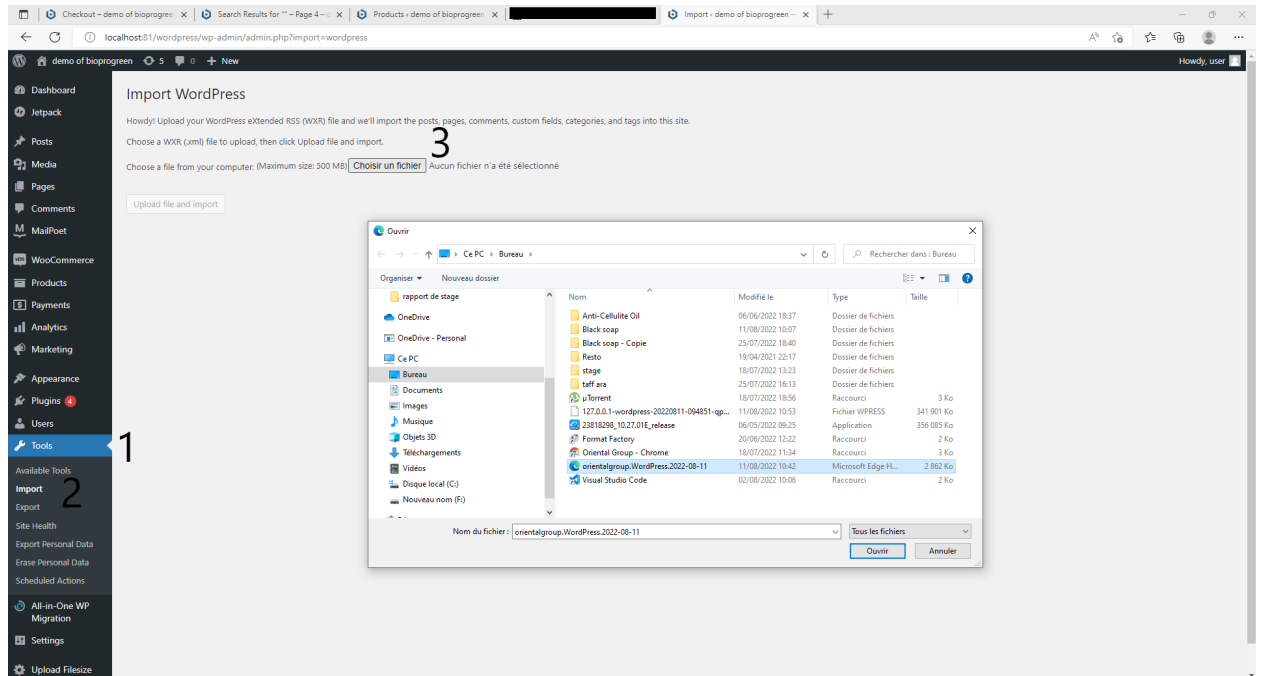 Checkout – demo of bioprogreen
Search Results for "" – Page 4 –
Products ‹ demo of bioprogreen
Import ‹ demo of bioprogreen —
localhost:81/wordpress/wp-admin/admin.php?import=wordpress
demo of bioprogreen 5 0 + New
Howdy, user
Dashboard
Jetpack
Posts
Media
Pages
Comments
MailPoet
WooCommerce
Products
Payments
Analytics
Marketing
Appearance
Plugins 4
Users
Tools
1
Available Tools
Import
2
Export
Site Health
Export Personal Data
Erase Personal Data
Scheduled Actions
All-in-One WP
Migration
Settings
Upload Filesize
Import WordPress
Howdy! Upload your WordPress eXtended RSS (WXR) file and we'll import the posts, pages, comments, custom fields, categories, and tags into this site.
Choose a WXR (.xml) file to upload, then click Upload file and import.
3
Choose a file from your computer: (Maximum size: 500 MB) Choisir un fichier Aucun fichier n'a été sélectionné
Upload file and import
Ouvrir
Ce PC › Bureau ›
Rechercher dans : Bureau
Organiser Nouveau dossier
rapport de stage
OneDrive
OneDrive - Personal
Ce PC
Bureau
Documents
Images
Musique
Objets 3D
Téléchargements
Vidéos
Disque local (C:)
Nouveau nom (F:)
Nom Modifié le Type Taille
Anti-Cellulite Oil 06/06/2022 18:37 Dossier de fichiers
Black soap 11/08/2022 10:07 Dossier de fichiers
Black soap - Copie 25/07/2022 18:40 Dossier de fichiers
Resto 19/04/2021 22:17 Dossier de fichiers
stage 18/07/2022 13:23 Dossier de fichiers
taff ara 25/07/2022 16:13 Dossier de fichiers
µTorrent 18/07/2022 18:56 Raccourci 3 Ko
127.0.0.1-wordpress-20220811-094851-qp... 11/08/2022 10:53 Fichier WPRESS 341 901 Ko
23818298_10.27.01E_release 06/05/2022 09:25 Application 356 085 Ko
Format Factory 20/06/2022 12:22 Raccourci 2 Ko
Oriental Group - Chrome 18/07/2022 11:34 Raccourci 3 Ko
orientalgroup.WordPress.2022-08-11 11/08/2022 10:42 Microsoft Edge H... 2 862 Ko
Visual Studio Code 02/08/2022 10:06 Raccourci 2 Ko
Nom du fichier : orientalgroup.WordPress.2022-08-11
Tous les fichiers
Ouvrir Annuler